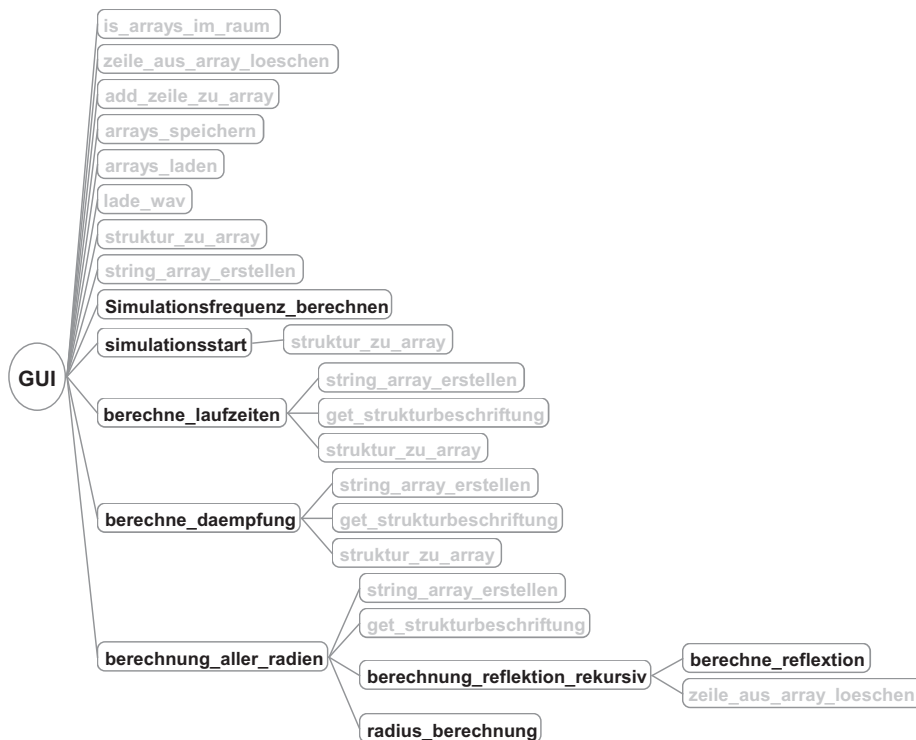 is_arrays_im_raum
zeile_aus_array_loeschen
add_zeile_zu_array
arrays_speichern
arrays_laden
lade_wav
struktur_zu_array
string_array_erstellen
Simulationsfrequenz_berechnen
simulationsstart
struktur_zu_array
GUI
string_array_erstellen
berechne_laufzeiten
get_strukturbeschriftung
struktur_zu_array
string_array_erstellen
berechne_daempfung
get_strukturbeschriftung
struktur_zu_array
string_array_erstellen
get_strukturbeschriftung
berechnung_aller_radien
berechnung_reflektion_rekursiv
berechne_reflextion
zeile_aus_array_loeschen
radius_berechnung